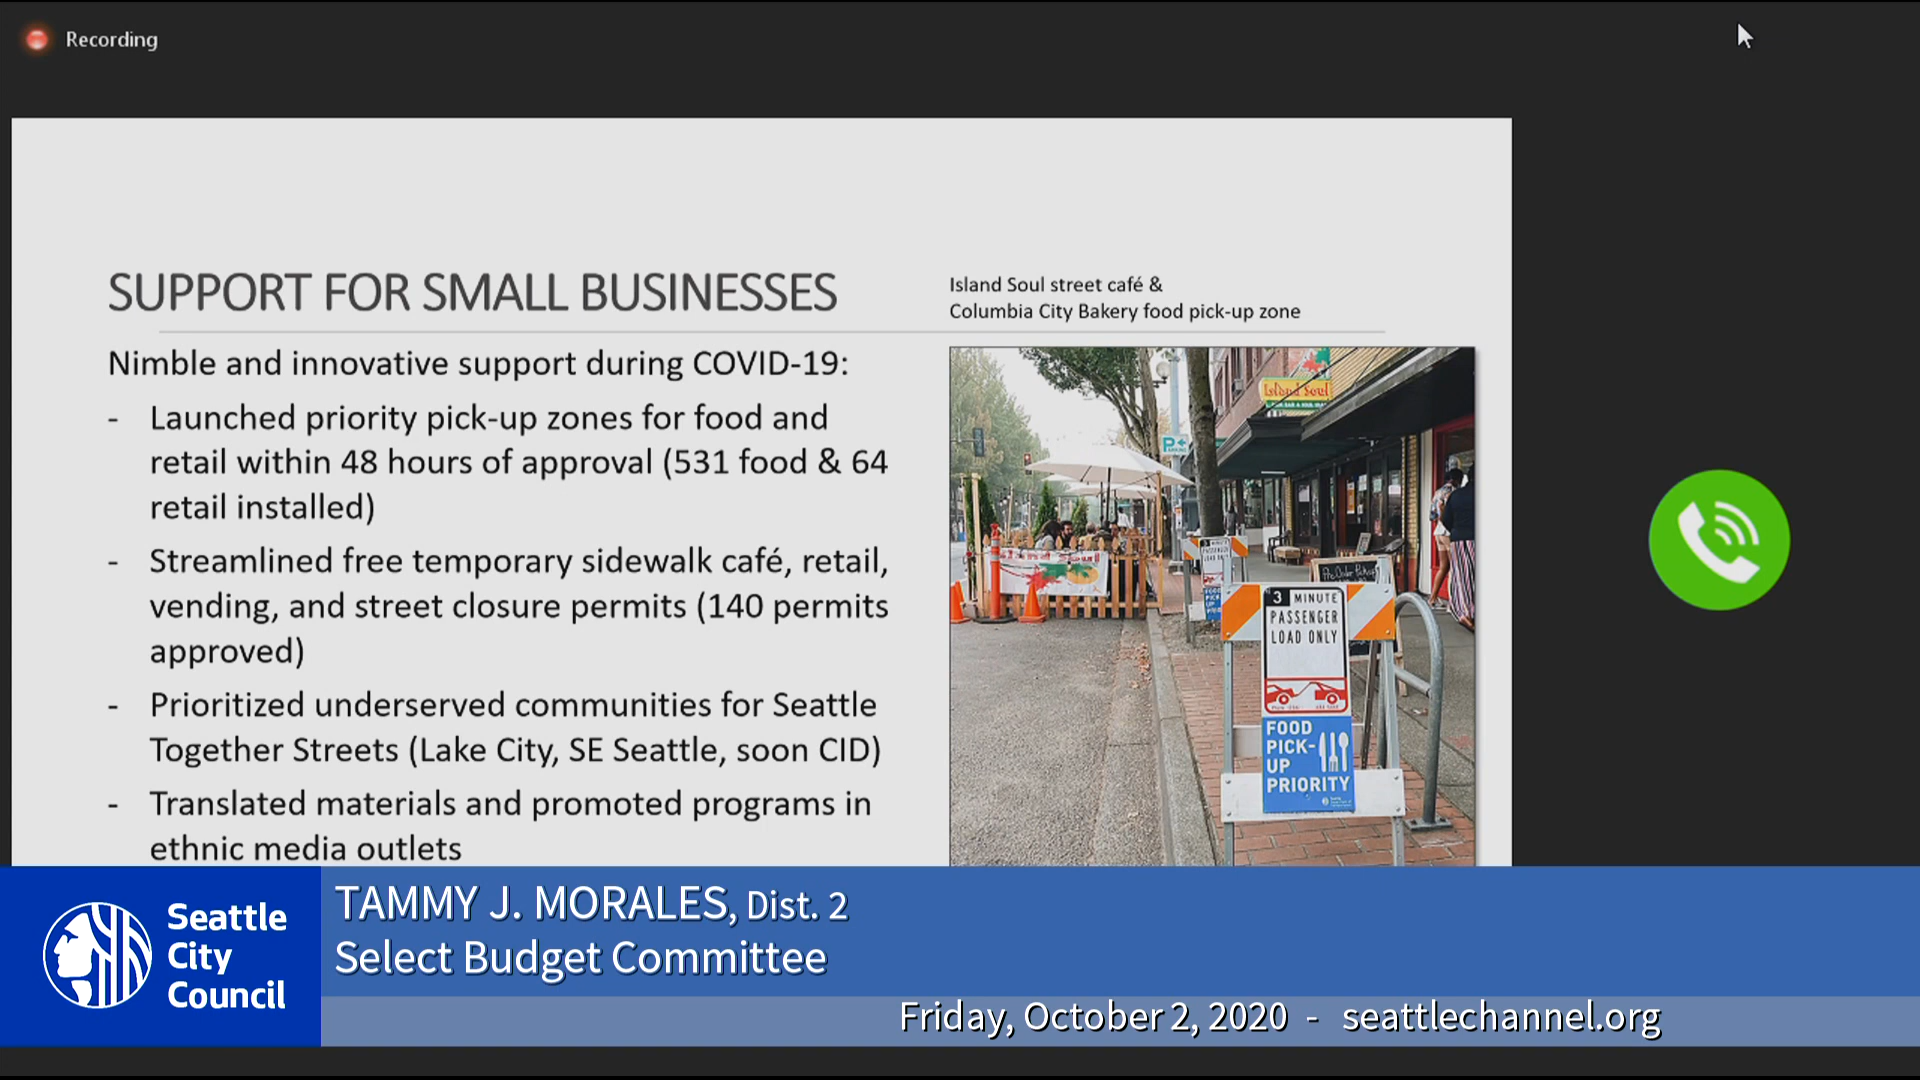 Recording
SUPPORT FOR SMALL BUSINESSES
Island Soul street café &
Columbia City Bakery food pick-up zone
Nimble and innovative support during COVID-19:
- Launched priority pick-up zones for food and
retail within 48 hours of approval (531 food & 64
retail installed)
- Streamlined free temporary sidewalk café, retail,
vending, and street closure permits (140 permits
approved)
- Prioritized underserved communities for Seattle
Together Streets (Lake City, SE Seattle, soon CID)
- Translated materials and promoted programs in
ethnic media outlets
Island Soul
P
3 MINUTE
PASSENGER
LOAD ONLY
FOOD
PICK-
UP
PRIORITY
Seattle
City
Council
TAMMY J. MORALES, Dist. 2
Select Budget Committee
Friday, October 2, 2020 - seattlechannel.org